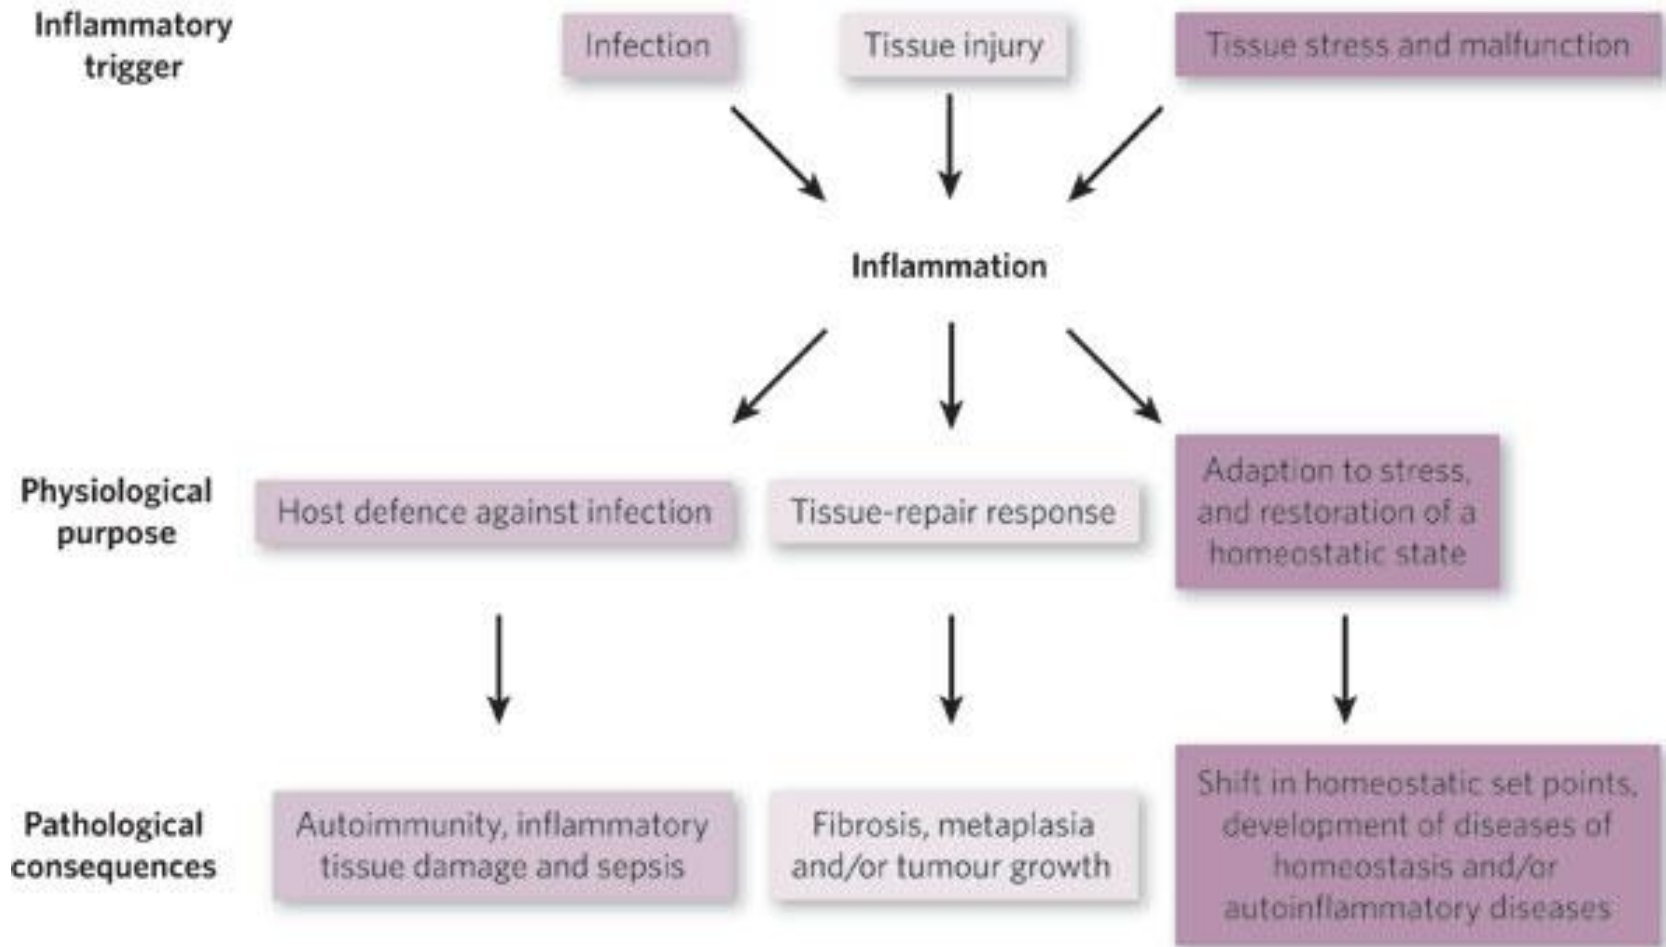 Inflammatory
trigger
Infection
Tissue injury
Tissue stress and malfunction
Inflammation
Physiological
purpose
Host defence against infection
Tissue-repair response
Adaption to stress,
and restoration of a
homeostatic state
Pathological
consequences
Autoimmunity, inflammatory
tissue damage and sepsis
Fibrosis, metaplasia
and/or tumour growth
Shift in homeostatic set points,
development of diseases of
homeostasis and/or
autoinflammatory diseases